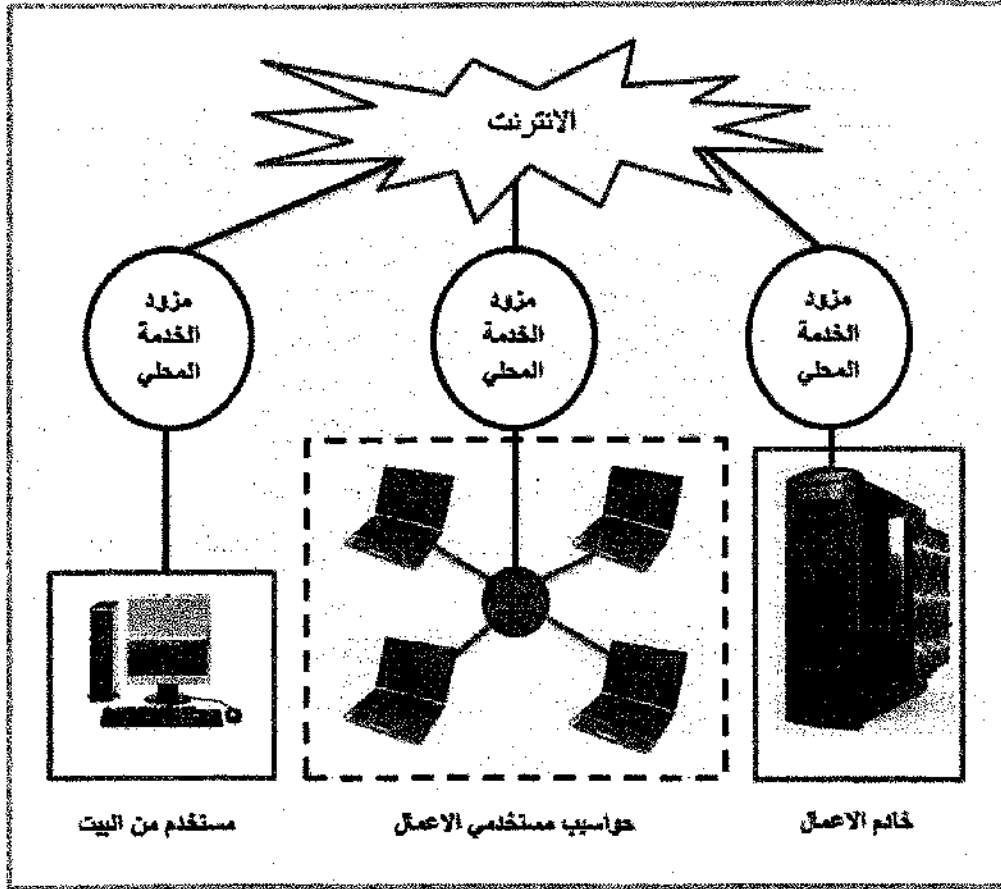 الانترنت
مزود
الخدمة
المحلي
مزود
الخدمة
المحلي
مزود
الخدمة
المحلي
خادم الاعمال
حواسيب مستخدمي الاعمال
مستخدم من البيت